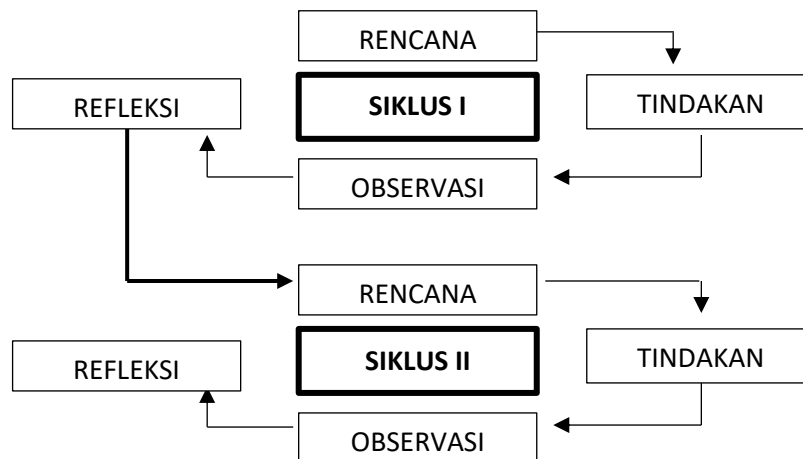 RENCANA
REFLEKSI
SIKLUS I
TINDAKAN
OBSERVASI
RENCANA
REFLEKSI
SIKLUS II
TINDAKAN
OBSERVASI